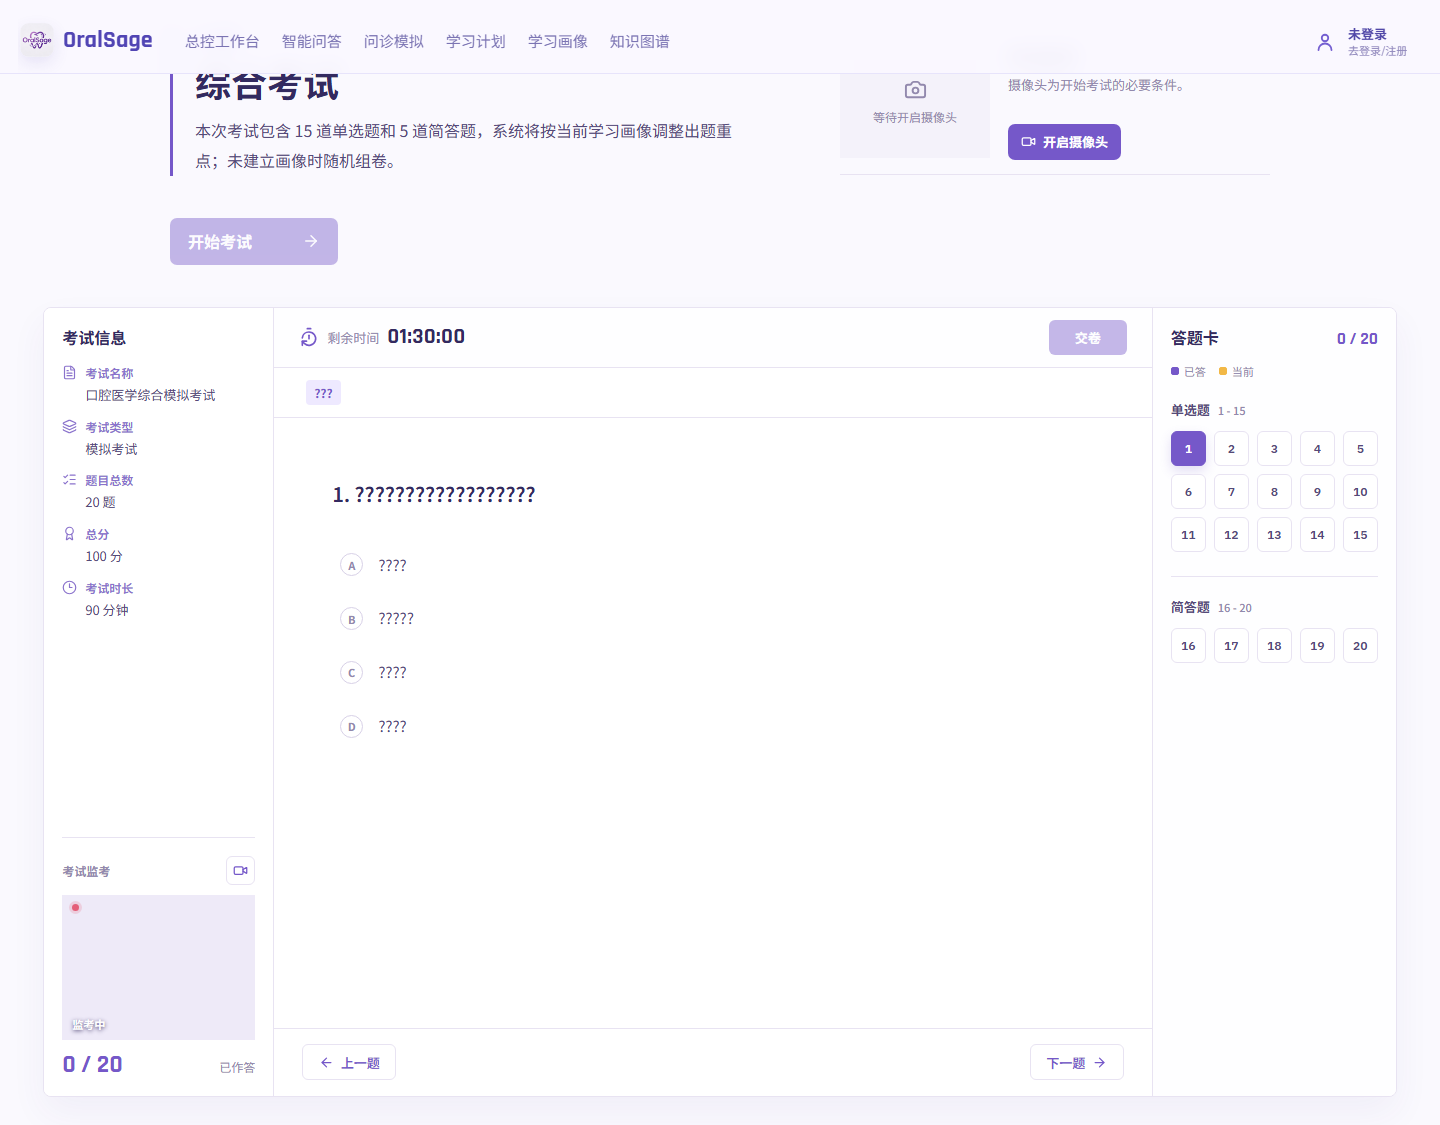 OralSage
OralSage
总控工作台
智能问答
问诊模拟
学习计划
学习画像
知识图谱
未登录
去登录/注册
综合考试
本次考试包含 15 道单选题和 5 道简答题，系统将按当前学习画像调整出题重
点；未建立画像时随机组卷。
开始考试
等待开启摄像头
摄像头为开始考试的必要条件。
开启摄像头
考试信息
考试名称
口腔医学综合模拟考试
考试类型
模拟考试
题目总数
20 题
总分
100 分
考试时长
90 分钟
考试监考
监考中
0 / 20
已作答
剩余时间 01:30:00
交卷
???
1. ??????????????????
A ????
B ?????
C ????
D ????
上一题
下一题
答题卡
0 / 20
已答
当前
单选题 1 - 15
1 2 3 4 5
6 7 8 9 10
11 12 13 14 15
简答题 16 - 20
16 17 18 19 20